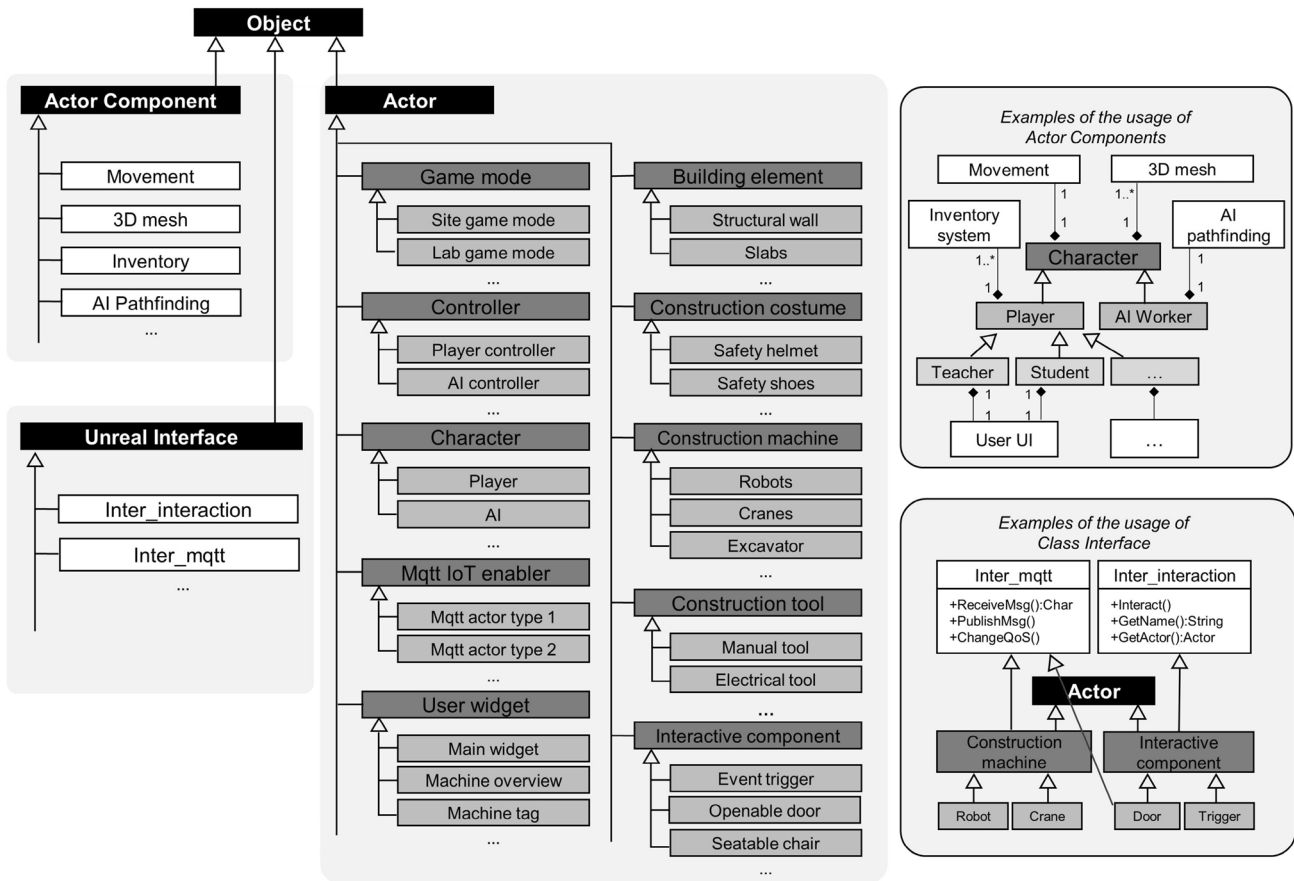 Object
Actor Component
Movement
3D mesh
Inventory
AI Pathfinding
...
Unreal Interface
Inter_interaction
Inter_mqtt
...
Actor
Game mode
Site game mode
Lab game mode
...
Controller
Player controller
AI controller
...
Character
Player
AI
...
Mqtt IoT enabler
Mqtt actor type 1
Mqtt actor type 2
...
User widget
Main widget
Machine overview
Machine tag
...
Building element
Structural wall
Slabs
...
Construction costume
Safety helmet
Safety shoes
...
Construction machine
Robots
Cranes
Excavator
...
Construction tool
Manual tool
Electrical tool
...
Interactive component
Event trigger
Openable door
Seatable chair
...
Examples of the usage of
Actor Components
Movement
3D mesh
1
1..*
Inventory
system
AI
pathfinding
1
1
Character
1..*
1
1
1
Player
AI Worker
Teacher
Student
...
1
1
1
1
User UI
...
Examples of the usage of
Class Interface
Inter_mqtt
+ReceiveMsg():Char
+PublishMsg()
+ChangeQoS()
Inter_interaction
+Interact()
+GetName():String
+GetActor():Actor
Actor
Construction
machine
Interactive
component
Robot
Crane
Door
Trigger